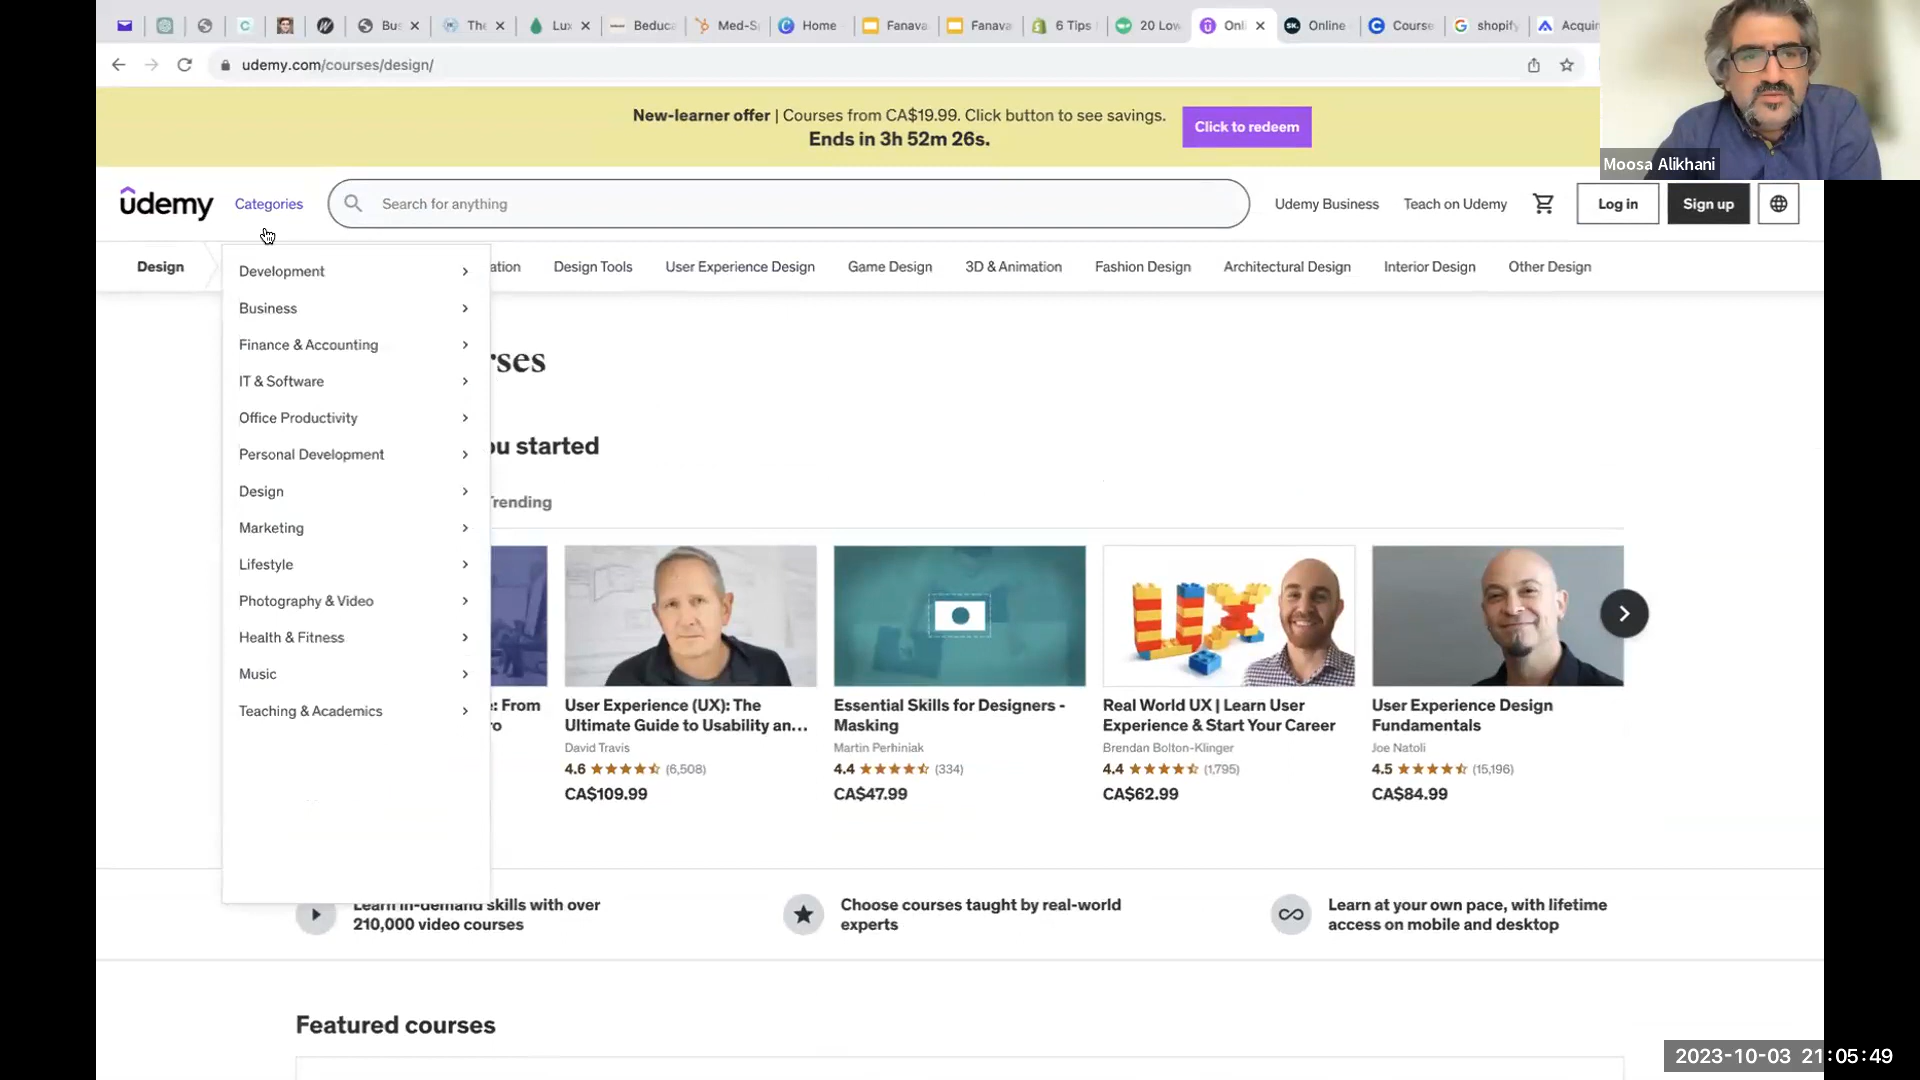 Bus
The
Lux
Beduca
Med-S
Home
Fanava
Fanava
6 Tips
20 Low
Onli
Online
Course
shopify
Acquir
udemy.com/courses/design/
New-learner offer | Courses from CA$19.99. Click button to see savings.
Ends in 3h 52m 26s.
Click to redeem
Moosa Alikhani
udemy
Categories
Search for anything
Udemy Business
Teach on Udemy
Log in
Sign up
Design
ation
Design Tools
User Experience Design
Game Design
3D & Animation
Fashion Design
Architectural Design
Interior Design
Other Design
Development
Business
Finance & Accounting
IT & Software
Office Productivity
Personal Development
Design
Marketing
Lifestyle
Photography & Video
Health & Fitness
Music
Teaching & Academics
rses
ou started
Trending
UX
: From
ro
User Experience (UX): The
Ultimate Guide to Usability an...
David Travis
4.6 (6,508)
CA$109.99
Essential Skills for Designers -
Masking
Martin Perhiniak
4.4 (334)
CA$47.99
Real World UX | Learn User
Experience & Start Your Career
Brendan Bolton-Klinger
4.4 (1,795)
CA$62.99
User Experience Design
Fundamentals
Joe Natoli
4.5 (15,196)
CA$84.99
Learn in-demand skills with over
210,000 video courses
Choose courses taught by real-world
experts
Learn at your own pace, with lifetime
access on mobile and desktop
Featured courses
2023-10-03 21:05:49